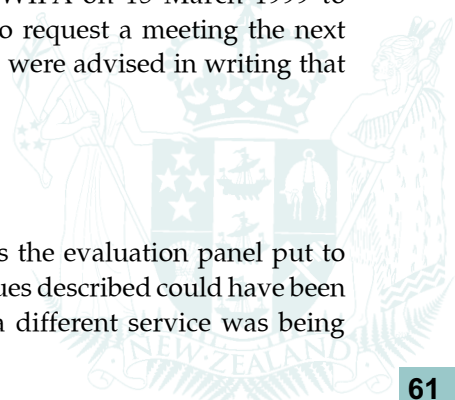 on 15 March 1999 to
o request a meeting the next
were advised in writing that
s the evaluation panel put to
ues described could have been
a different service was being
NEW·ZEALAND
61